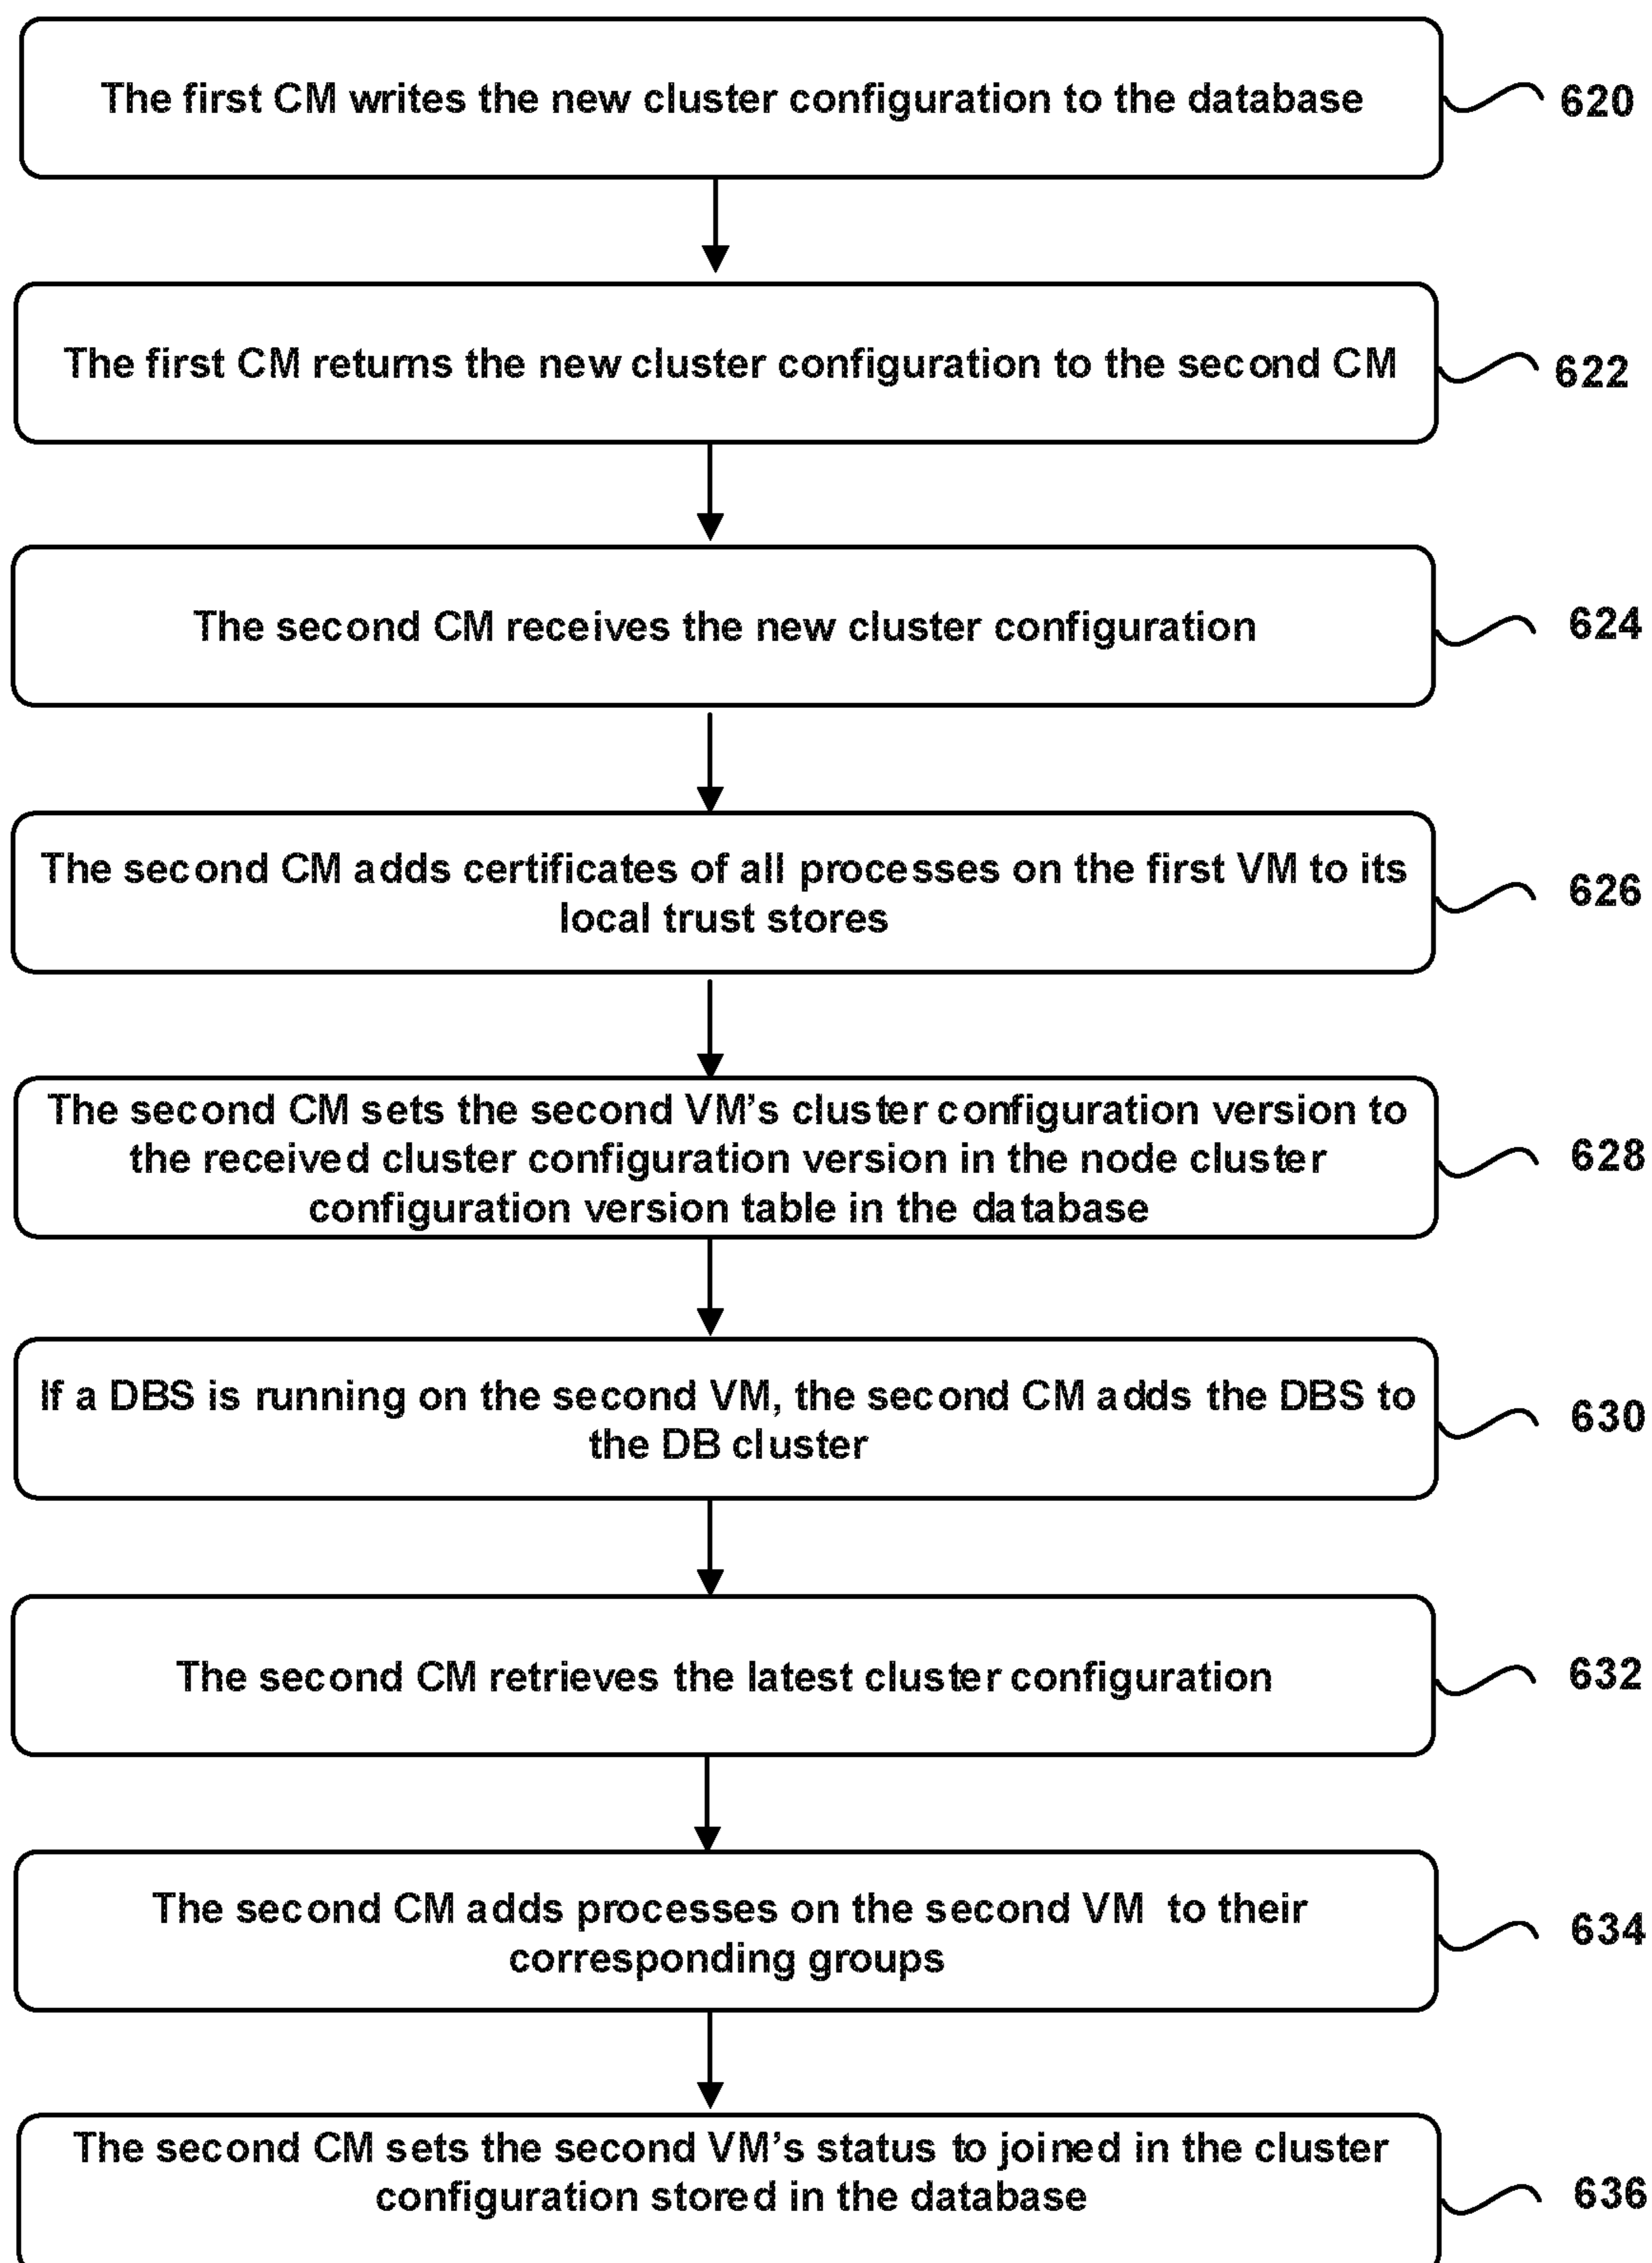 The first CM writes the new cluster configuration to the database
620
The first CM returns the new cluster configuration to the second CM
622
The second CM receives the new cluster configuration
624
The second CM adds certificates of all processes on the first VM to its
local trust stores
626
The second CM sets the second VM's cluster configuration version to
the received cluster configuration version in the node cluster
configuration version table in the database
628
If a DBS is running on the second VM, the second CM adds the DBS to
the DB cluster
630
The second CM retrieves the latest cluster configuration
632
The second CM adds processes on the second VM to their
corresponding groups
634
The second CM sets the second VM's status to joined in the cluster
configuration stored in the database
636